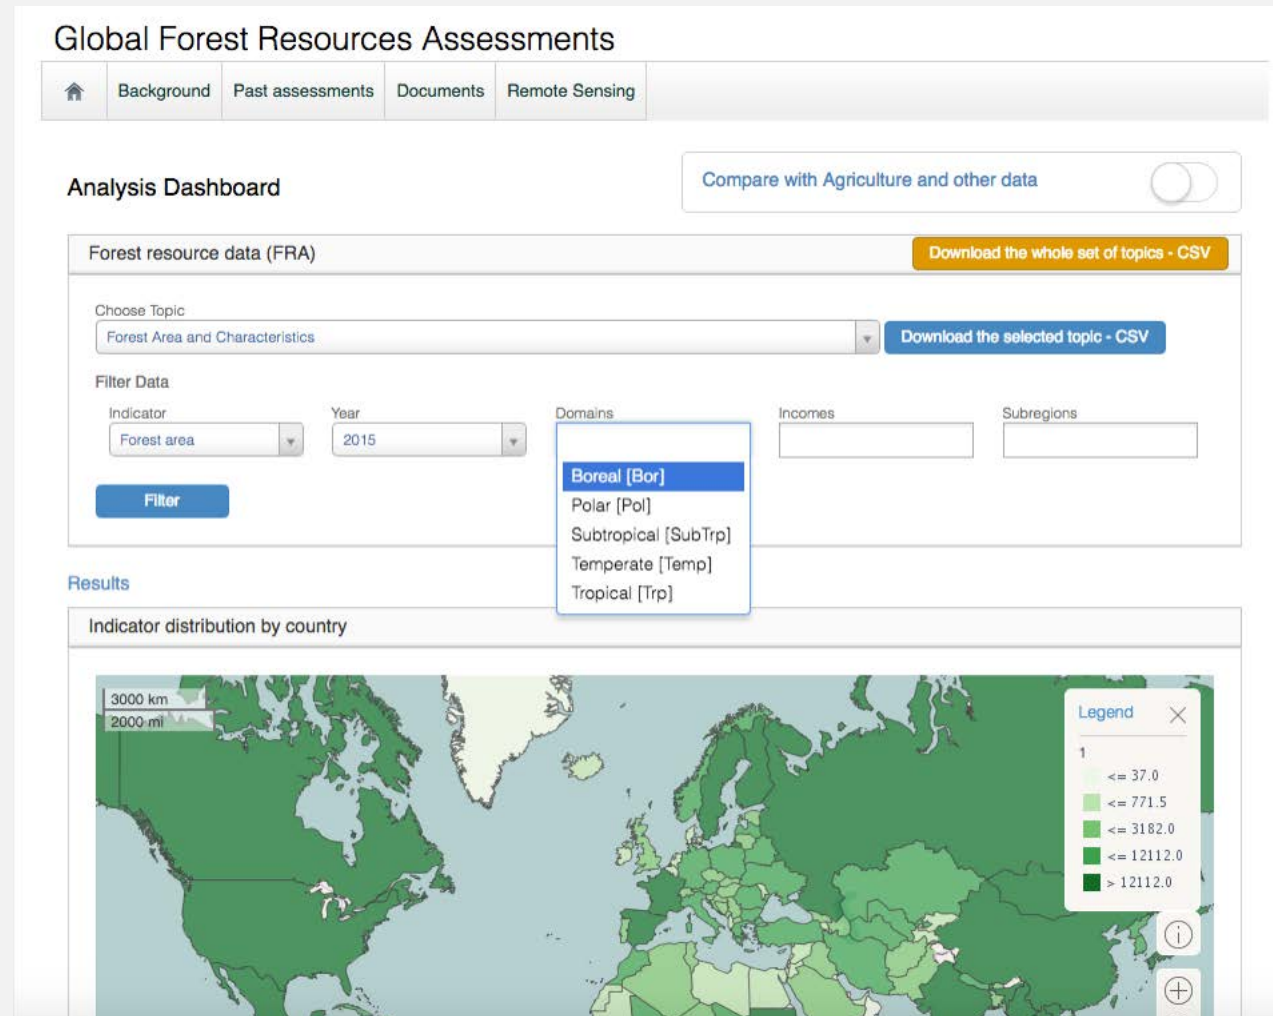 Global Forest Resources Assessments
Background Past assessments Documents Remote Sensing
Analysis Dashboard
Compare with Agriculture and other data
Forest resource data (FRA)
Download the whole set of topics - CSV
Choose Topic
Forest Area and Characteristics
Download the selected topic - CSV
Filter Data
Indicator Year Domains Incomes Subregions
Forest area 2015
Boreal [Bor]
Polar [Pol]
Subtropical [SubTrp]
Temperate [Temp]
Tropical [Trp]
Filter
Results
Indicator distribution by country
3000 km
2000 mi
Legend
1
<= 37.0
<= 771.5
<= 3182.0
<= 12112.0
> 12112.0